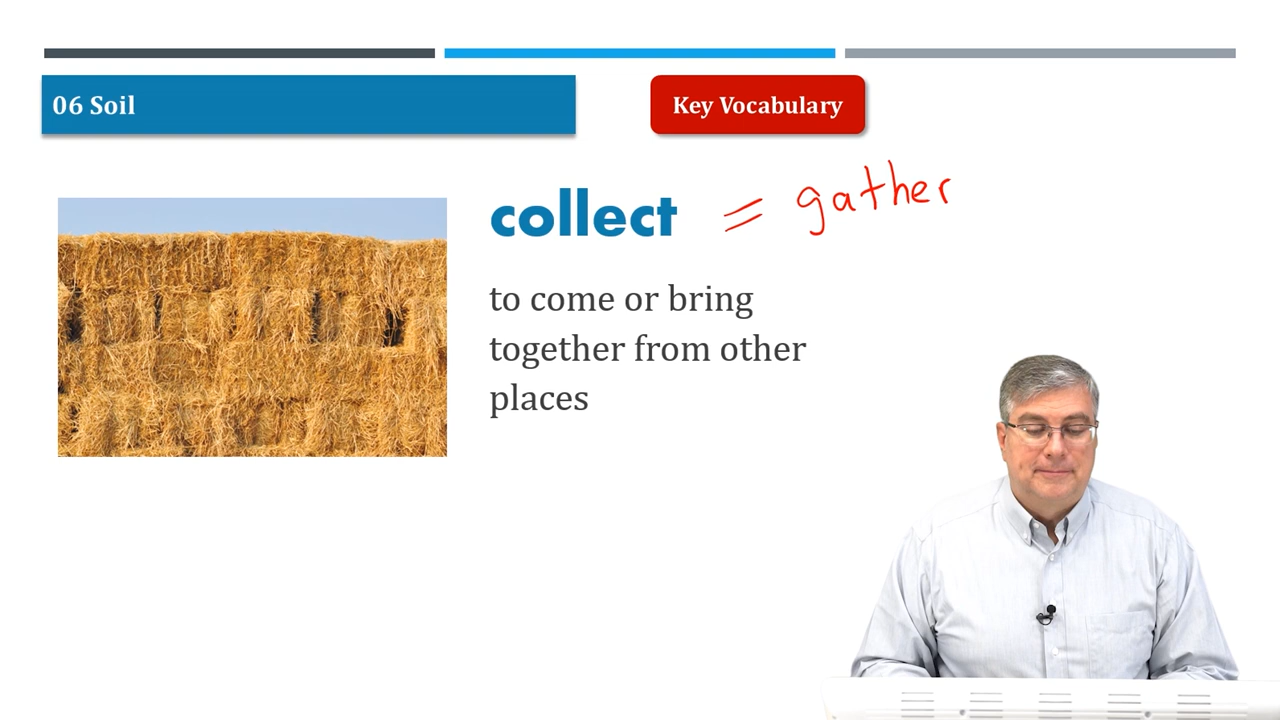 06 Soil
Key Vocabulary
collect = gather
to come or bring
together from other
places